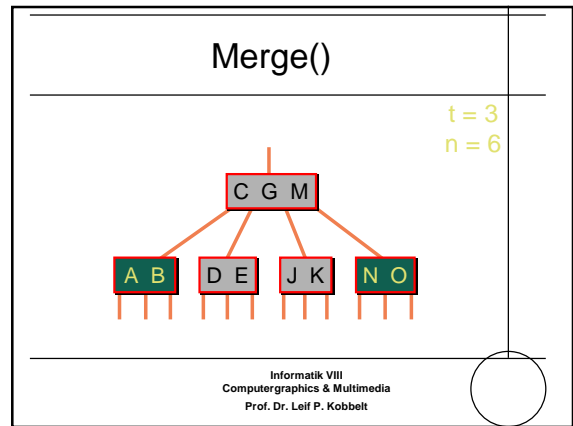 Merge()
t = 3
n = 6
C G M
A B D E J K N O
Informatik VIII
Computergraphics & Multimedia
Prof. Dr. Leif P. Kobbelt